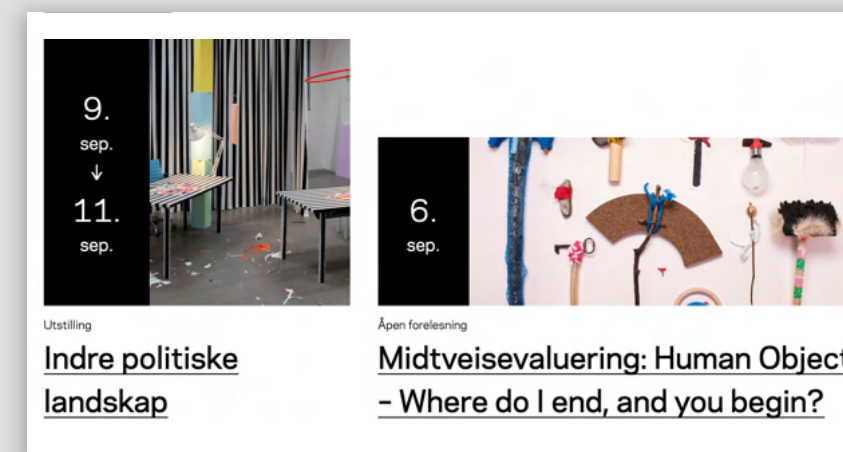 9.
sep.
↓
11.
sep.
Utstilling
Indre politiske
landskap
6.
sep.
Åpen forelesning
Midtveisevaluering: Human Object
– Where do I end, and you begin?